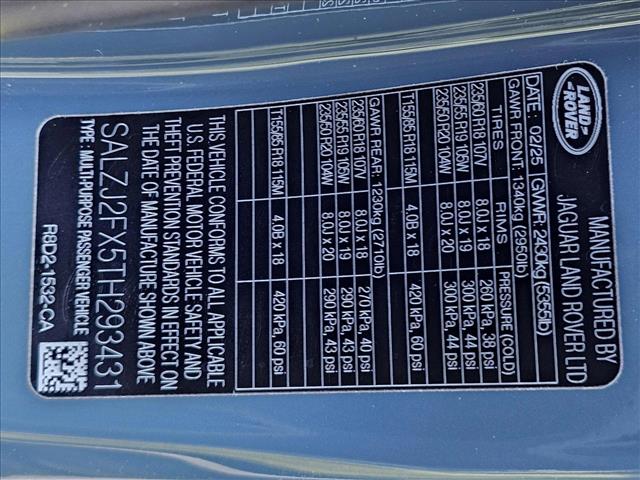 LAND
ROVER
MANUFACTURED BY
JAGUAR LAND ROVER LTD
DATE: 02/25 GVWR: 2430kg (5355lb)
GAWR FRONT: 1340kg (2950lb)
TIRES RIMS PRESSURE (COLD)
235/60 R18 107V 8.0J x 18 260 kPa, 38 psi
235/55 R19 105W 8.0J x 19 300 kPa, 44 psi
235/50 R20 104W 8.0J x 20 300 kPa, 44 psi
T155/85 R18 115M 4.0B x 18 420 kPa, 60 psi
GAWR REAR: 1230kg (2710lb)
235/60 R18 107V 8.0J x 18 270 kPa, 40 psi
235/55 R19 105W 8.0J x 19 290 kPa, 43 psi
235/50 R20 104W 8.0J x 20 290 kPa, 43 psi
T155/85 R18 115M 4.0B x 18 420 kPa, 60 psi
THIS VEHICLE CONFORMS TO ALL APPLICABLE
U.S. FEDERAL MOTOR VEHICLE SAFETY AND
THEFT PREVENTION STANDARDS IN EFFECT ON
THE DATE OF MANUFACTURE SHOWN ABOVE
SALZJ2FX5TH293431
TYPE: MULTI-PURPOSE PASSENGER VEHICLE
R8D2-1532-CA